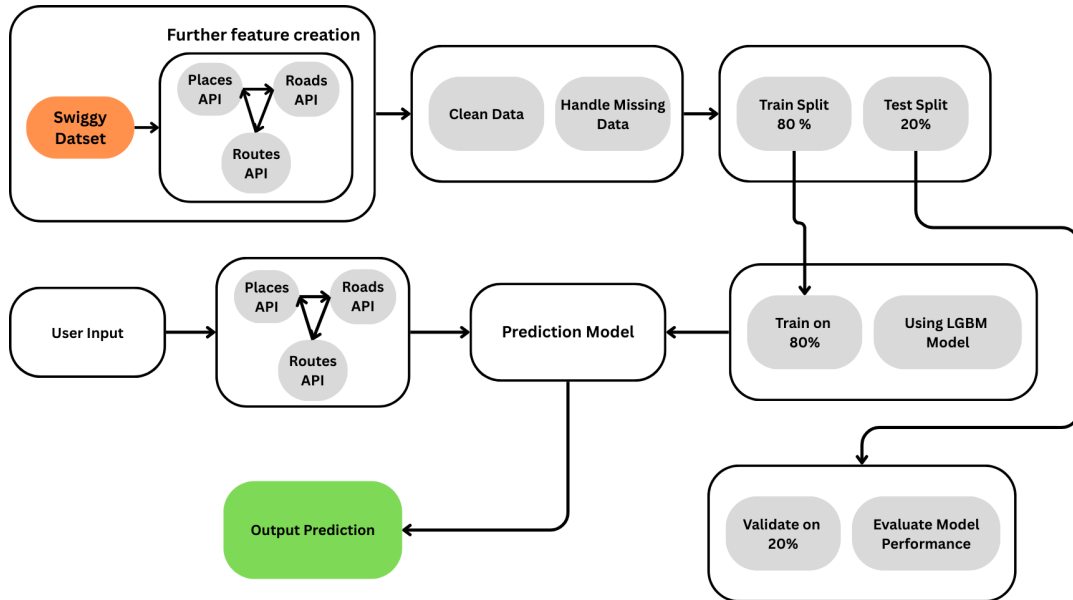 Further feature creation
Swiggy
Datset
Places
API
Roads
API
Routes
API
Clean Data
Handle Missing
Data
Train Split
80 %
Test Split
20%
User Input
Places
API
Roads
API
Routes
API
Prediction Model
Train on
80%
Using LGBM
Model
Output Prediction
Validate on
20%
Evaluate Model
Performance